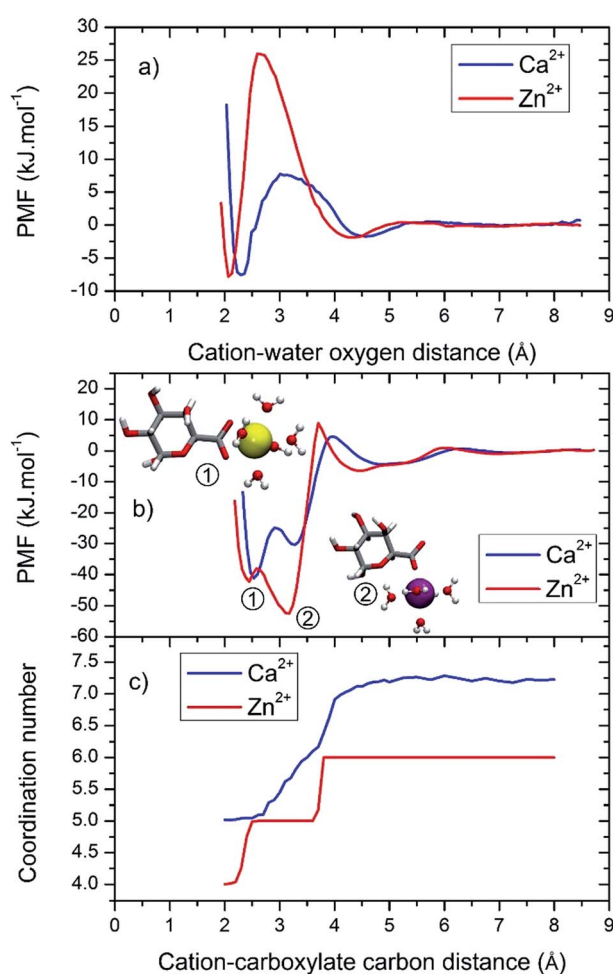 PMF (kJ.mol⁻¹)
30
25
20
15
10
5
0
-5
-10
a)
Ca²⁺
Zn²⁺
0 1 2 3 4 5 6 7 8 9
Cation-water oxygen distance (Å)
PMF (kJ.mol⁻¹)
20
10
0
-10
-20
-30
-40
-50
-60
b)
①
①
②
②
Ca²⁺
Zn²⁺
Coordination number
7.5
7.0
6.5
6.0
5.5
5.0
4.5
4.0
c)
Ca²⁺
Zn²⁺
0 1 2 3 4 5 6 7 8 9
Cation-carboxylate carbon distance (Å)